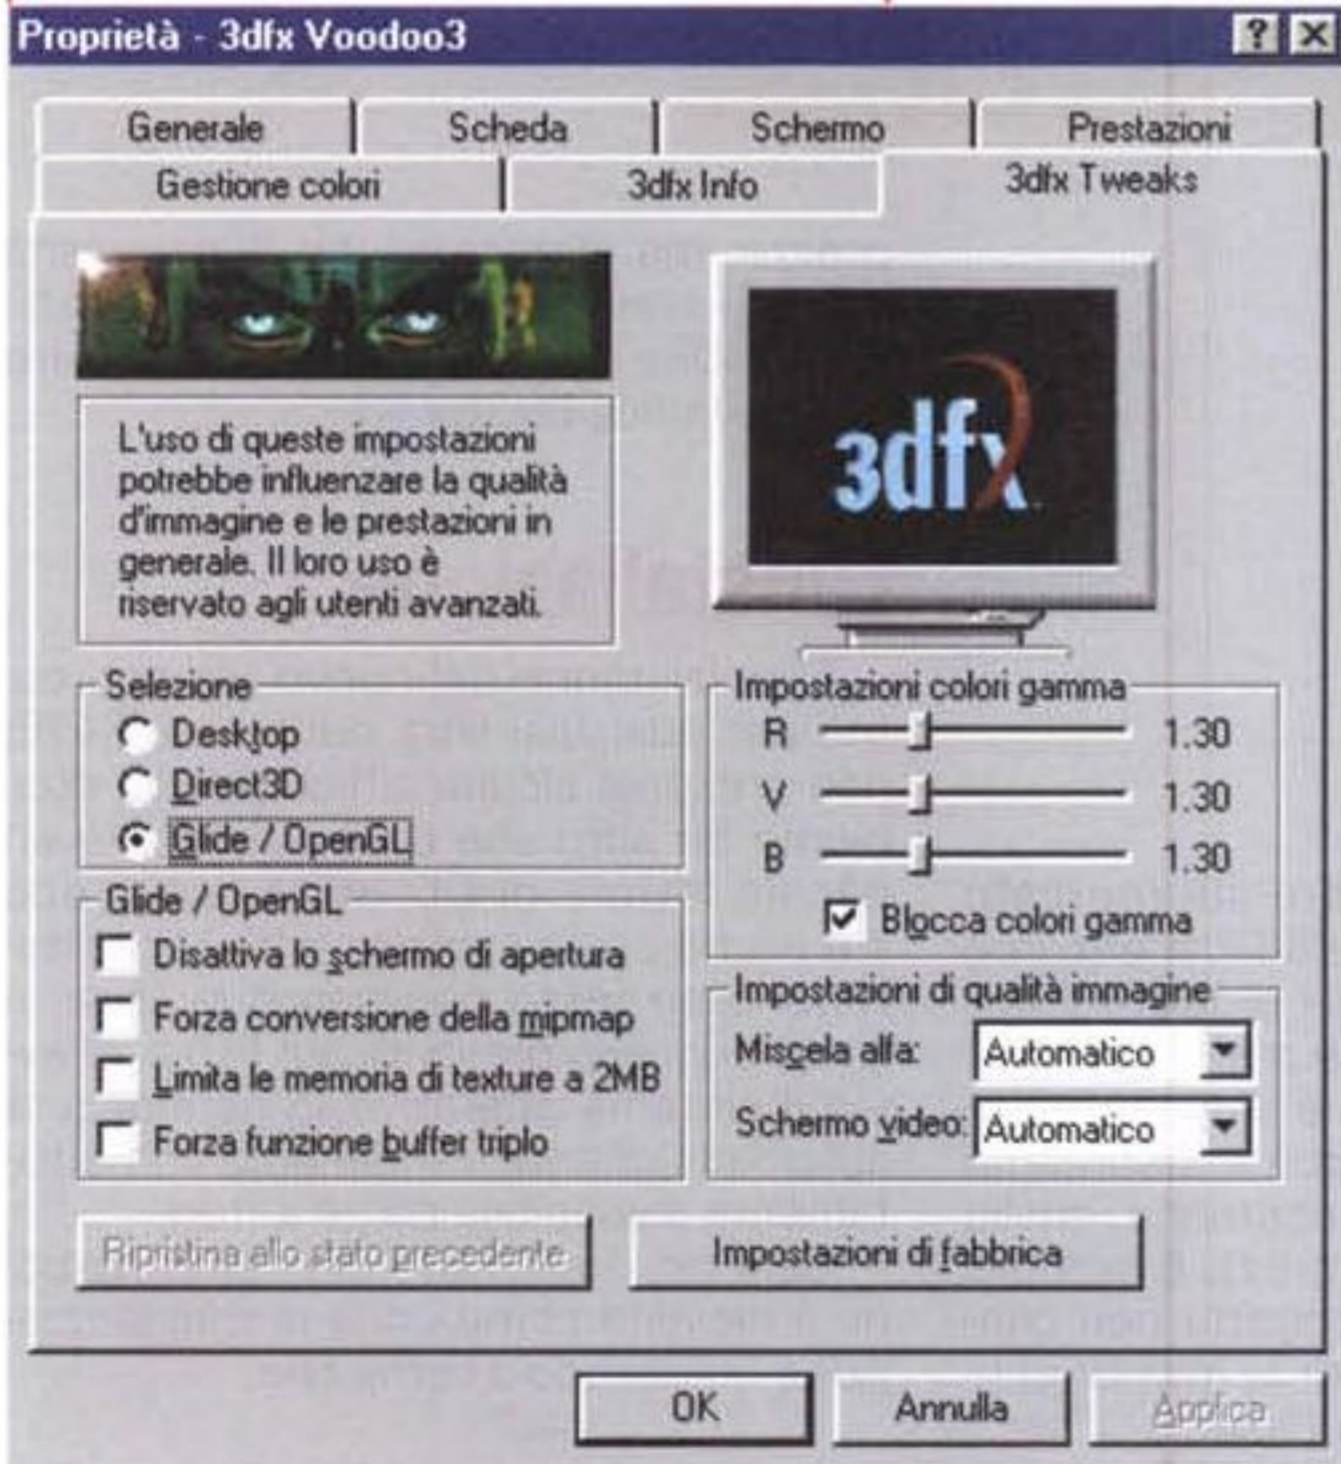 Proprietà - 3dfx Voodoo3
Generale
Scheda
Schermo
Prestazioni
Gestione colori
3dfx Info
3dfx Tweaks
L'uso di queste impostazioni
potrebbe influenzare la qualità
d'immagine e le prestazioni in
generale. Il loro uso è
riservato agli utenti avanzati.
3dfx
Selezione
Desktop
Direct3D
Glide / OpenGL
Glide / OpenGL
Disattiva lo schermo di apertura
Forza conversione della mipmap
Limita le memoria di texture a 2MB
Forza funzione buffer triplo
Impostazioni colori gamma
R 1.30
V 1.30
B 1.30
Blocca colori gamma
Impostazioni di qualità immagine
Miscela alfa: Automatico
Schermo video: Automatico
Ripristina allo stato precedente
Impostazioni di fabbrica
OK
Annulla
Applica